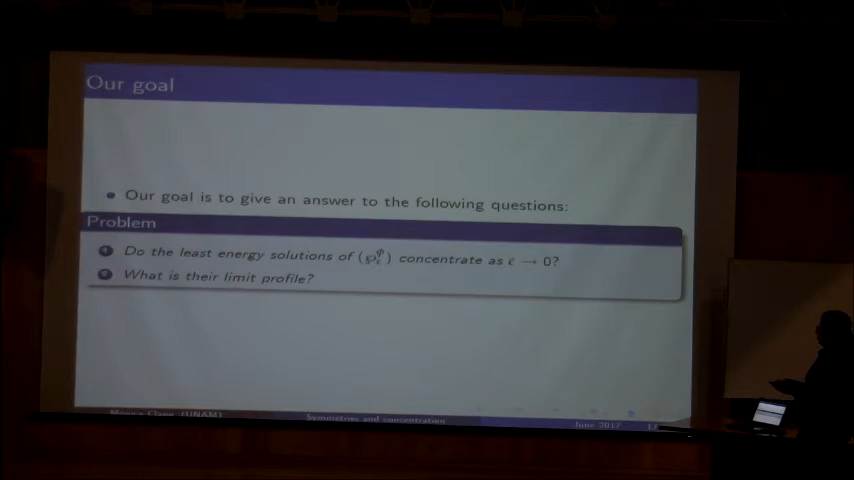 Our goal
Our goal is to give an answer to the following questions:
Problem
1 Do the least energy solutions of (℘_ε^φ) concentrate as ε → 0?
2 What is their limit profile?
Mónica Clapp (UNAM) Symmetries and concentration June 2017